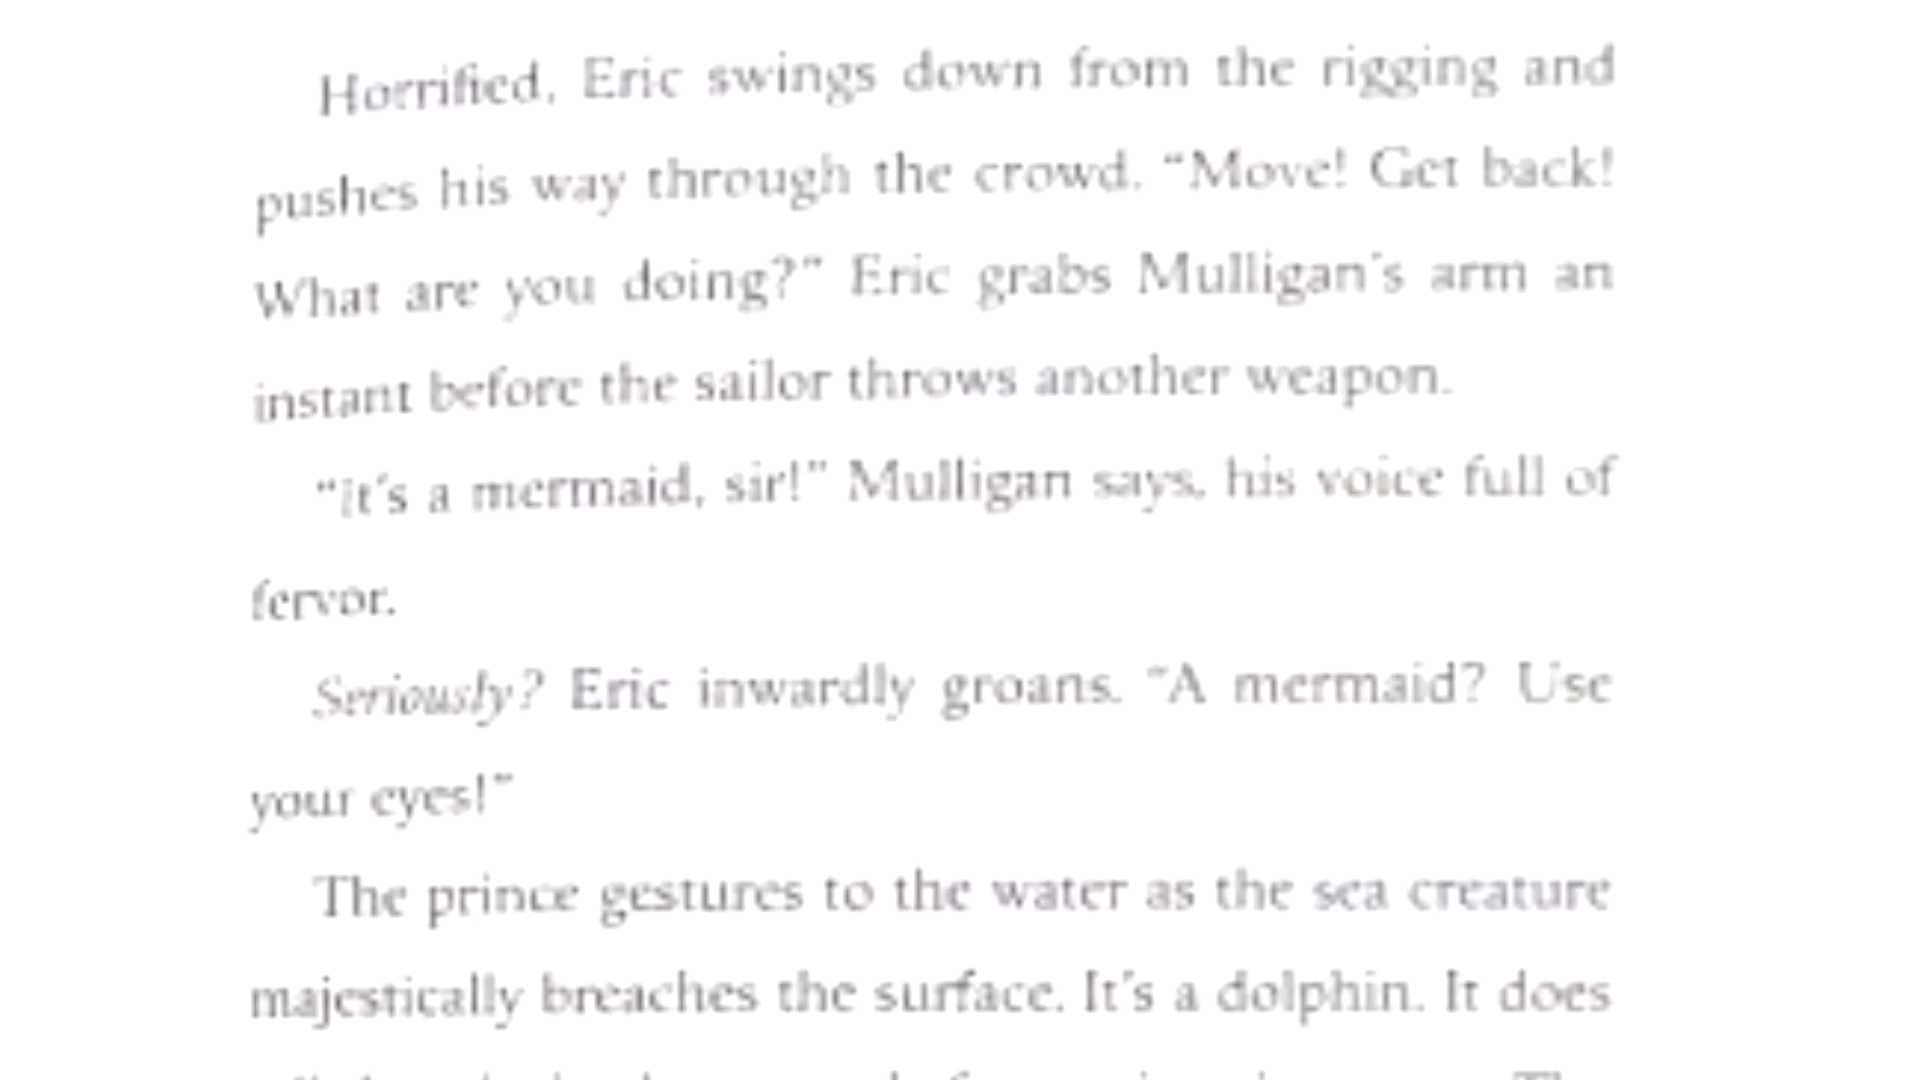 Horrified, Eric swings down from the rigging and
pushes his way through the crowd. “Move! Get back!
What are you doing?” Eric grabs Mulligan’s arm an
instant before the sailor throws another weapon.
“it’s a mermaid, sir!” Mulligan says, his voice full of
fervor.
Seriously? Eric inwardly groans. “A mermaid? Use
your eyes!”
The prince gestures to the water as the sea creature
majestically breaches the surface. It’s a dolphin. It does